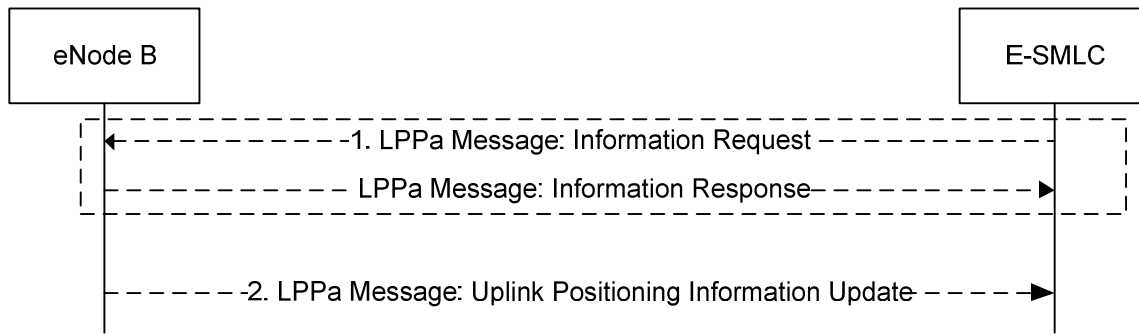 eNode B
E-SMLC
1. LPPa Message: Information Request
LPPa Message: Information Response
2. LPPa Message: Uplink Positioning Information Update